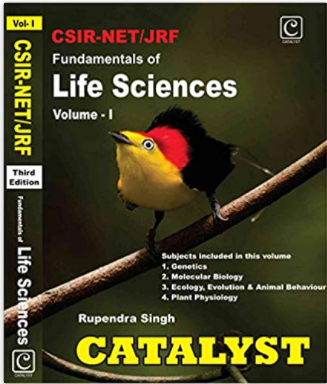 Vol- I
CSIR-NET/JRF
Third
Edition
Fundamentals of
Life Sciences
CATALYST
CSIR-NET/JRF
Fundamentals of
Life Sciences
Volume - I
C
CATALYST
Subjects included in this volume
1. Genetics
2. Molecular Biology
3. Ecology, Evolution & Animal Behaviour
4. Plant Physiology
Rupendra Singh
CATALYST